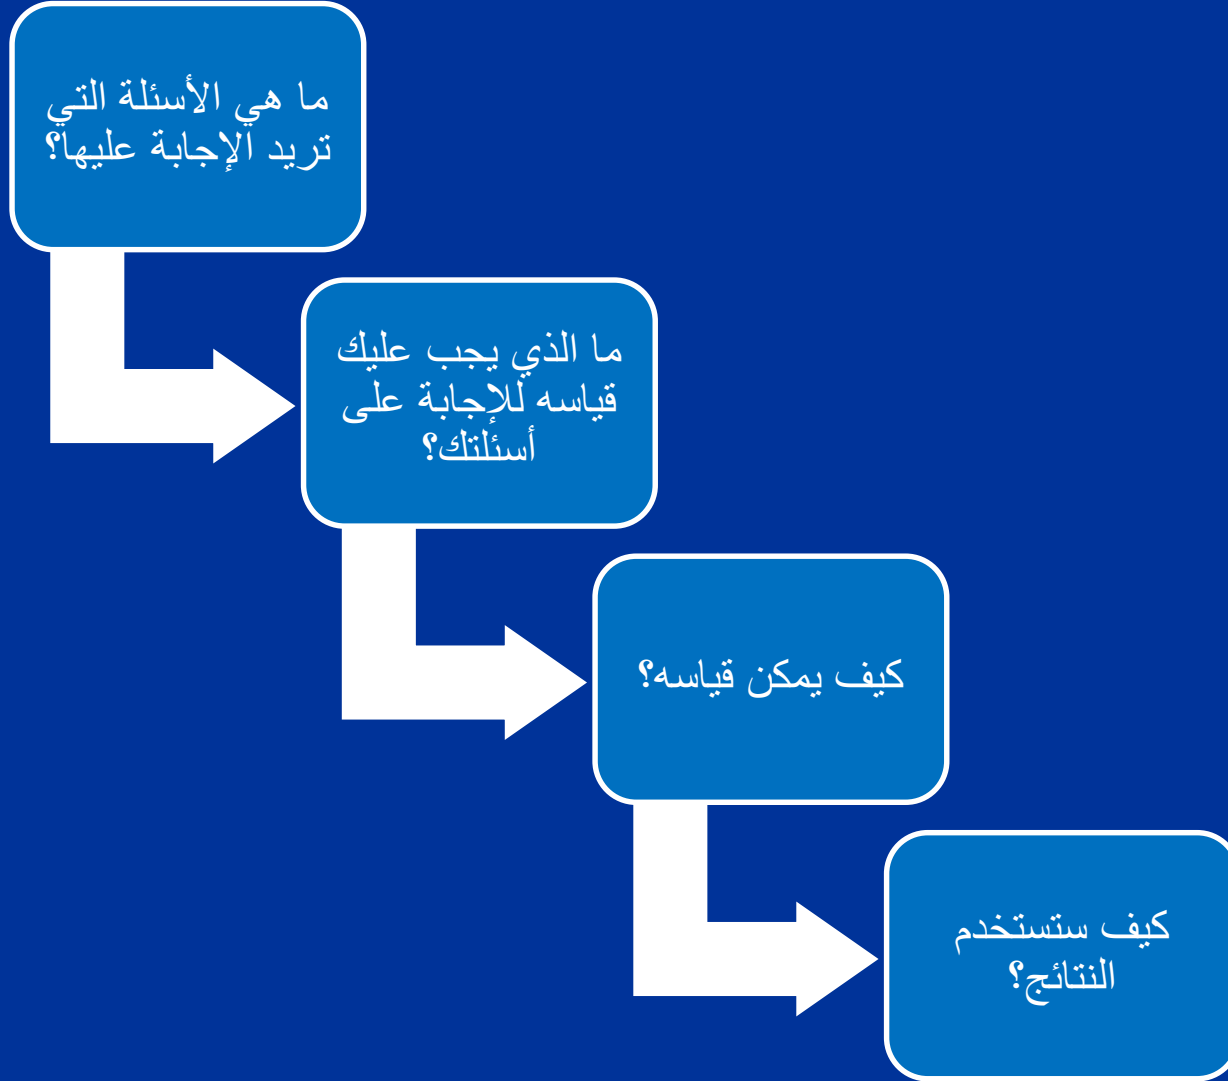 ما هي الأسئلة التي
تريد الإجابة عليها؟
ما الذي يجب عليك
قياسه للإجابة على
أسئلتك؟
كيف يمكن قياسه؟
كيف ستستخدم
النتائج؟